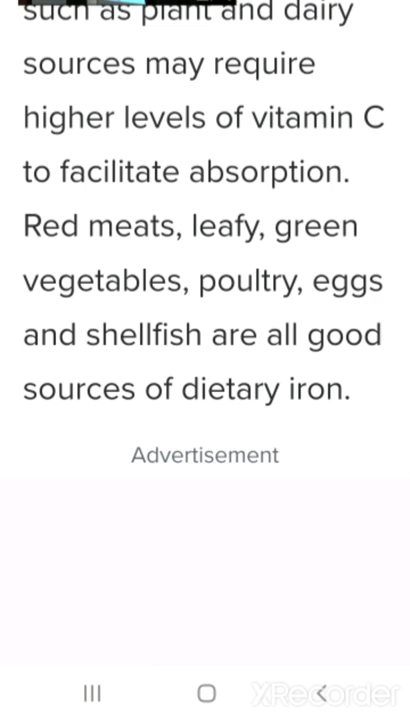 such as plant and dairy
sources may require
higher levels of vitamin C
to facilitate absorption.
Red meats, leafy, green
vegetables, poultry, eggs
and shellfish are all good
sources of dietary iron.
Advertisement
XRecorder